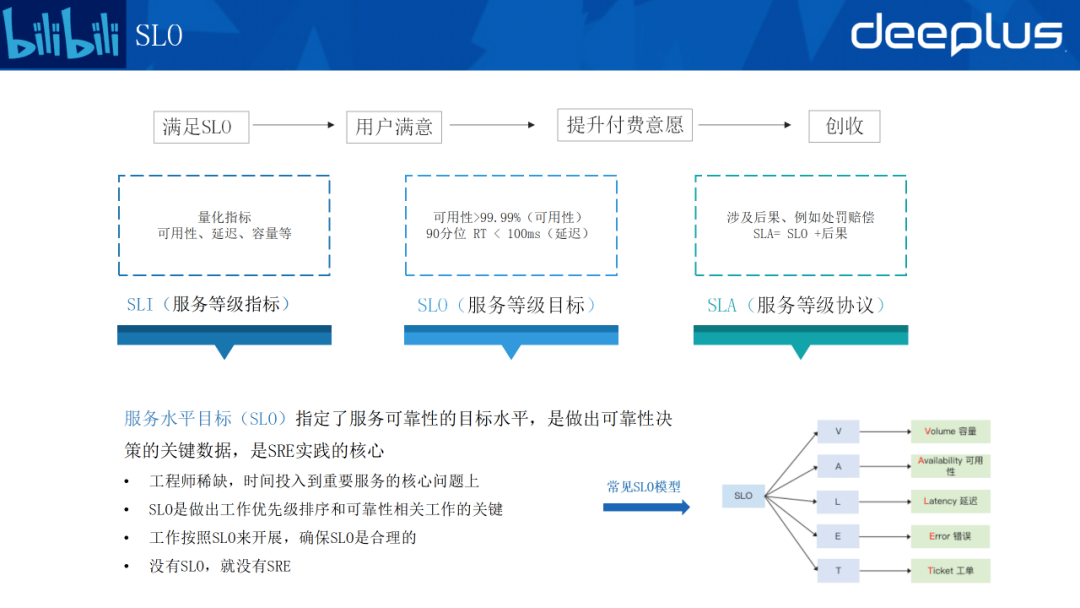 bilibili SLO deeplus
满足SLO 用户满意 提升付费意愿 创收
量化指标
可用性、延迟、容量等
可用性>99.99%（可用性）
90分位 RT < 100ms（延迟）
涉及后果、例如处罚赔偿
SLA= SLO +后果
SLI（服务等级指标）
SLO（服务等级目标）
SLA（服务等级协议）
服务水平目标（SLO）指定了服务可靠性的目标水平，是做出可靠性决
策的关键数据，是SRE实践的核心
• 工程师稀缺，时间投入到重要服务的核心问题上
• SLO是做出工作优先级排序和可靠性相关工作的关键
• 工作按照SLO来开展，确保SLO是合理的
• 没有SLO，就没有SRE
常见SLO模型
SLO
V Volume 容量
A Availability 可用
性
L Latency 延迟
E Error 错误
T Ticket 工单